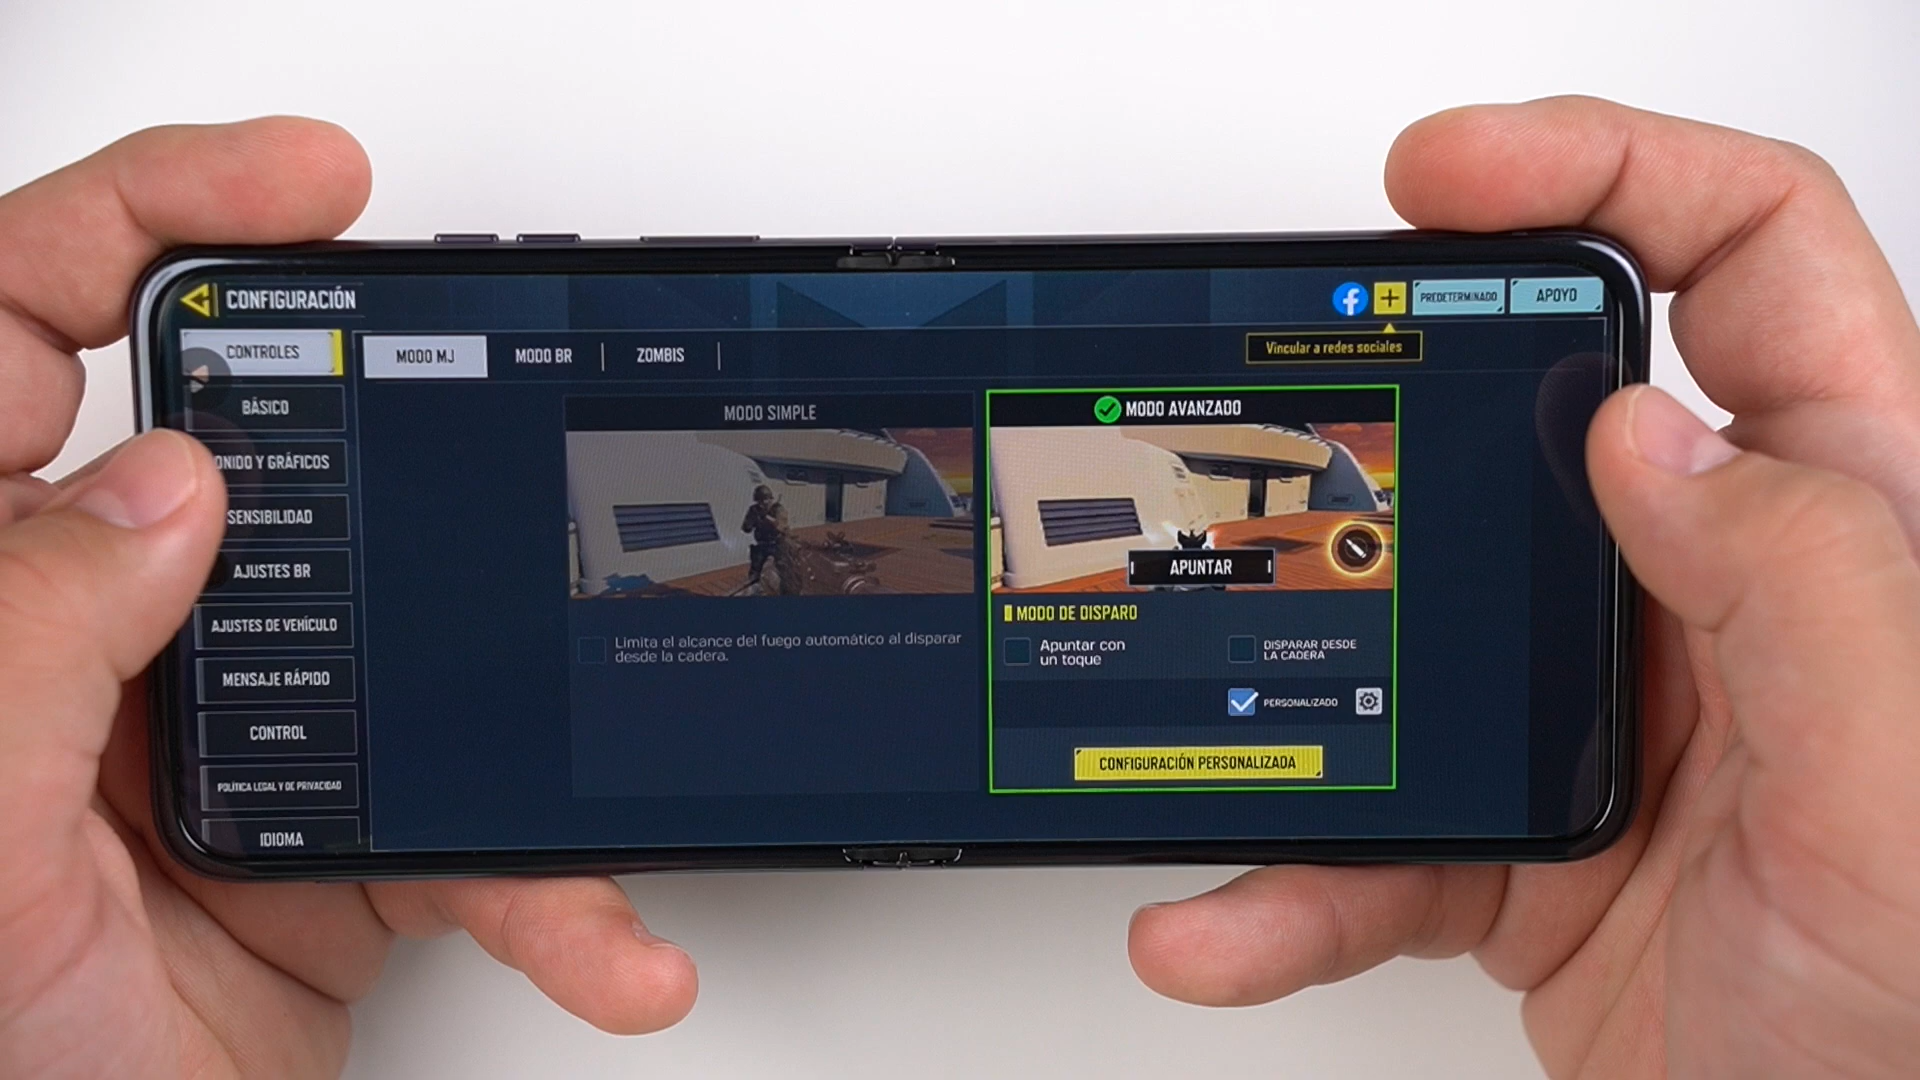 CONFIGURACIÓN
PREDETERMINADO
APOYO
Vincular a redes sociales
CONTROLES
BÁSICO
ONIDO Y GRÁFICOS
SENSIBILIDAD
AJUSTES BR
AJUSTES DE VEHÍCULO
MENSAJE RÁPIDO
CONTROL
POLÍTICA LEGAL Y DE PRIVACIDAD
IDIOMA
MODO MJ
MODO BR
ZOMBIS
MODO SIMPLE
Limita el alcance del fuego automático al disparar
desde la cadera.
MODO AVANZADO
APUNTAR
MODO DE DISPARO
Apuntar con
un toque
DISPARAR DESDE
LA CADERA
PERSONALIZADO
CONFIGURACIÓN PERSONALIZADA